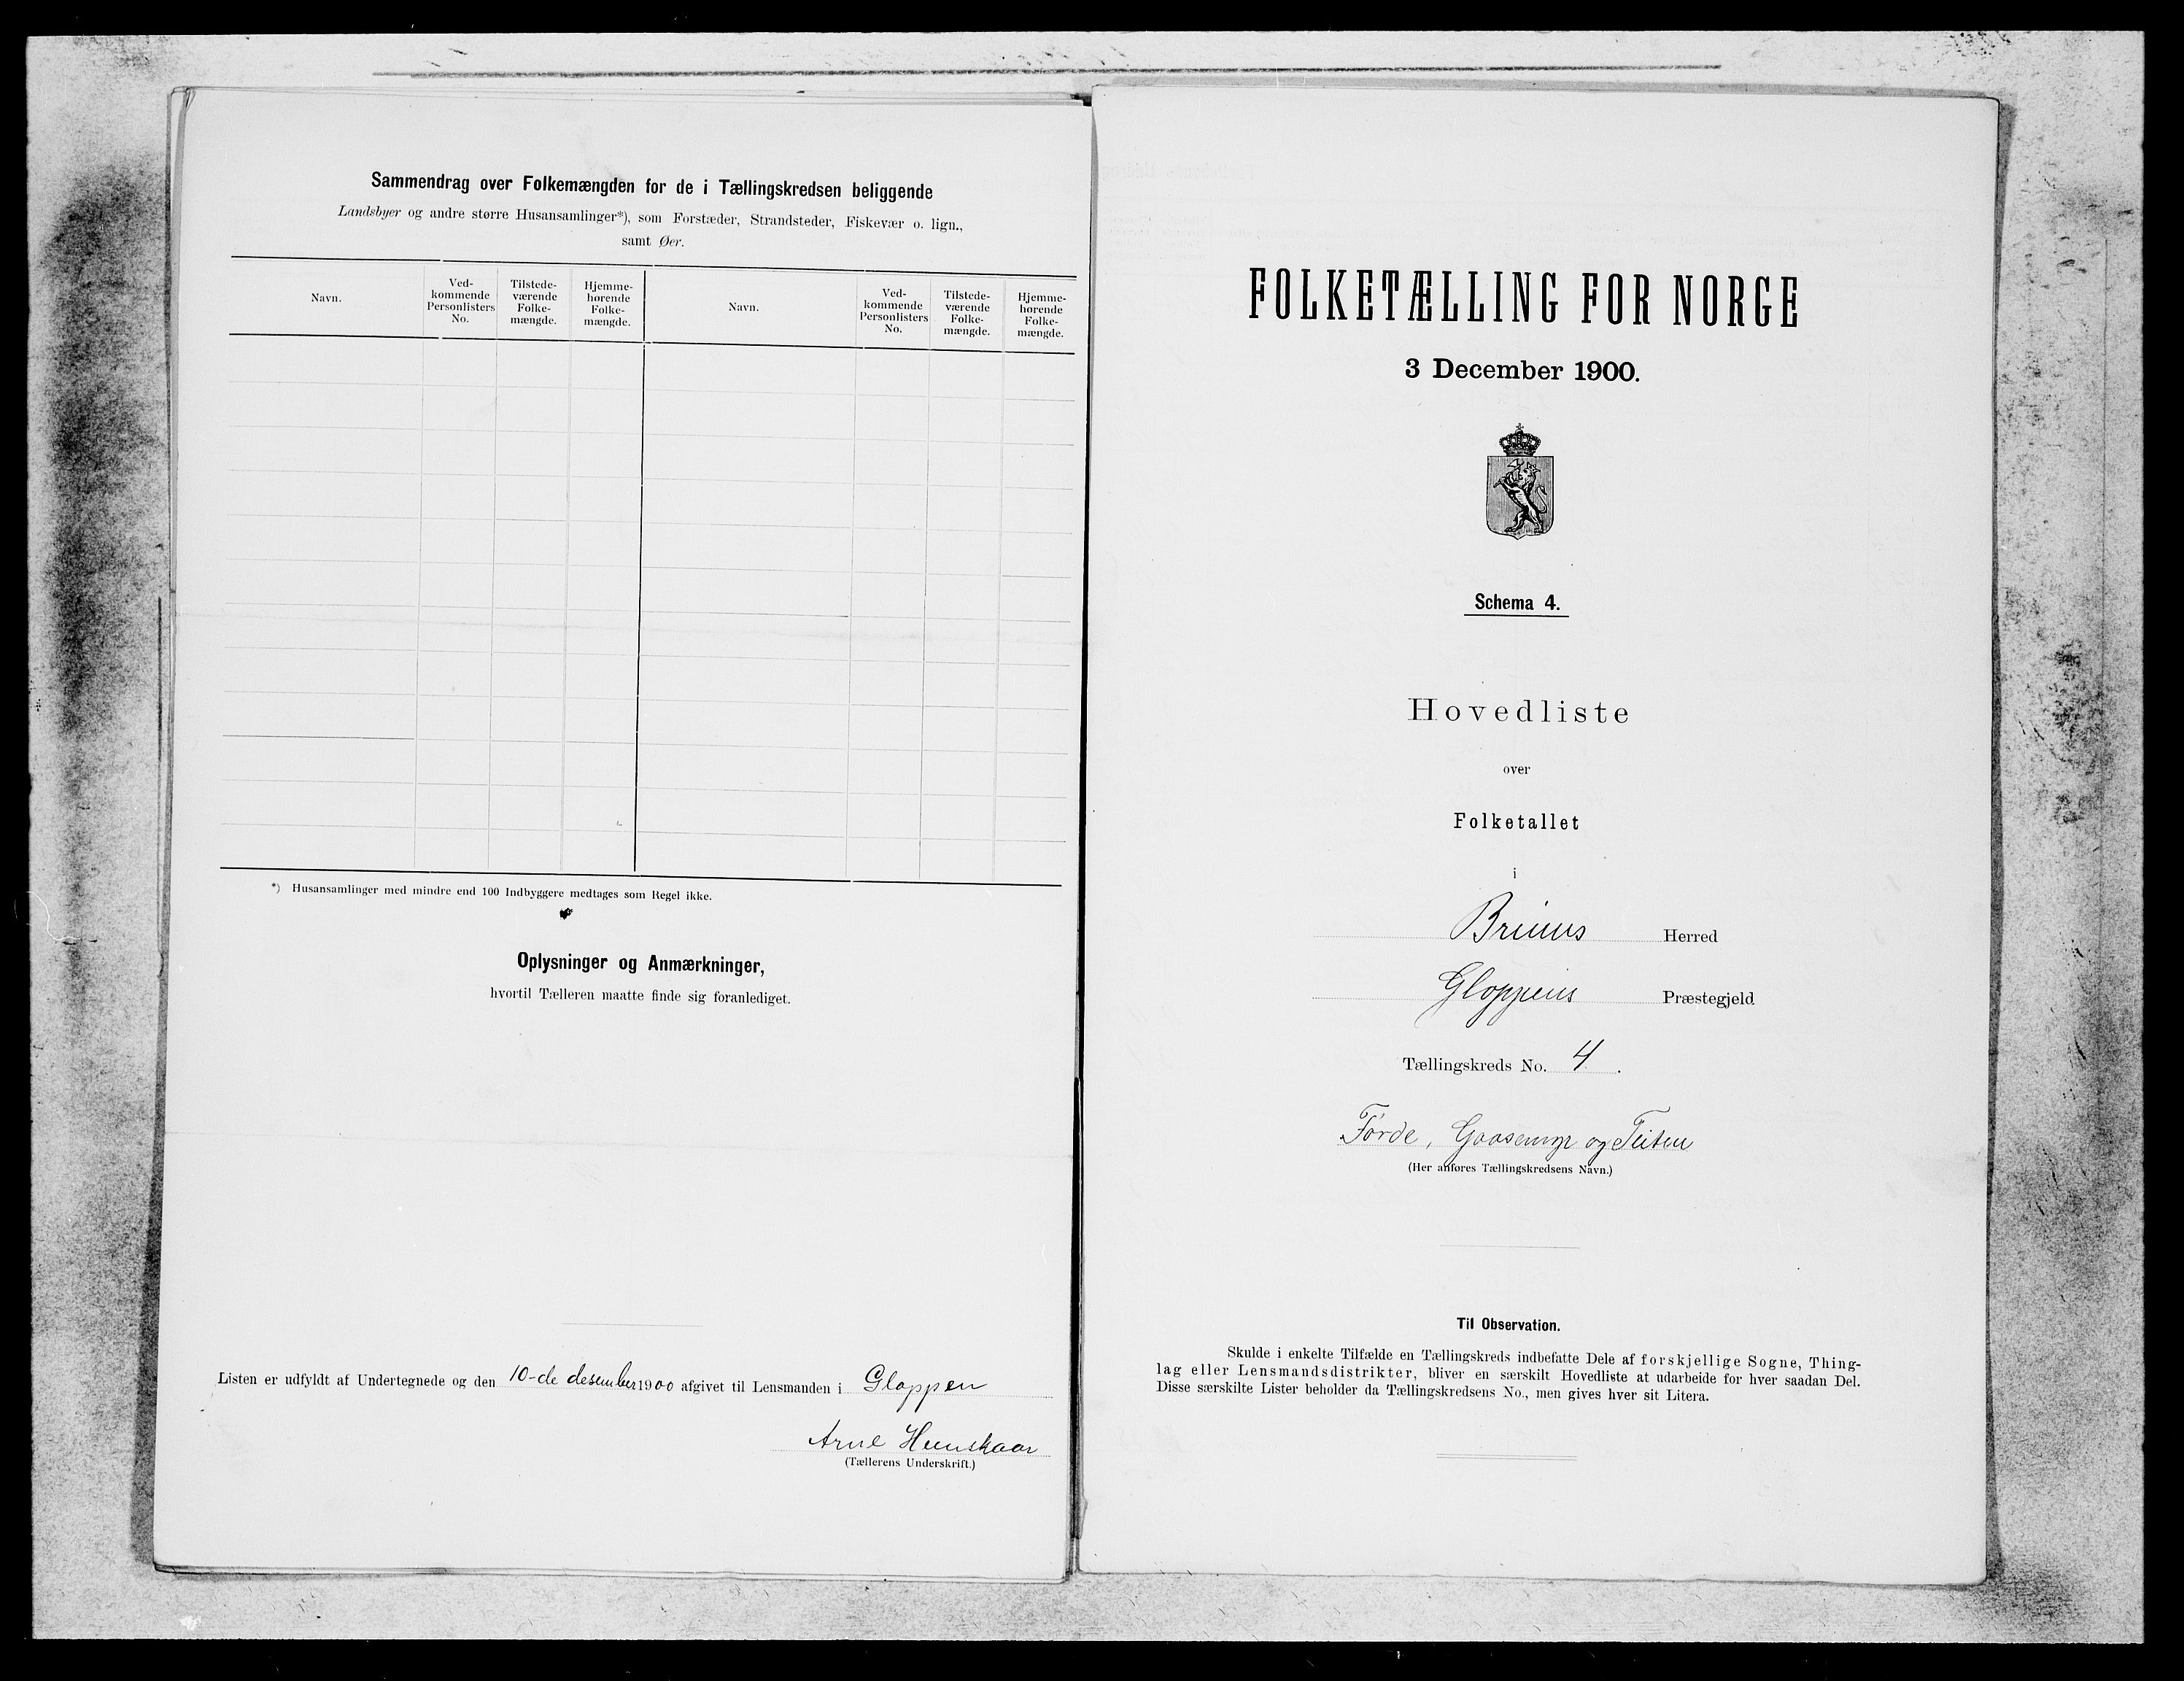 Sammendrag over Folkemængden for de i Tællingskredsen beliggende
Landsbyer og andre større Husansamlinger*), som Forstæder, Strandsteder, Fiskevær o. lign.,
samt Øer.
Navn.
Ved-
kommende
Personlisters
No.
Tilstede-
værende
Folke-
mængde.
Hjemme-
hørende
Folke-
mængde.
Navn.
Ved-
kommende
Personlisters
No.
Tilstede-
værende
Folke-
mængde.
Hjemme-
hørende
Folke-
mængde.
*) Husansamlinger med mindre end 100 Indbyggere medtages som Regel ikke.
Oplysninger og Anmærkninger,
hvortil Tælleren maatte finde sig foranlediget.
Listen er udfyldt af Undertegnede og den 10-de desember 1900 afgivet til Lensmanden i Gloppen
Arne
(Tællerens Underskrift.)
FOLKETÆLLING FOR NORGE
3 December 1900.
Schema 4.
Hovedliste
over
Folketallet
i
Breims Herred
Gloppens Præstegjeld
Tællingskreds No. 4.
Førde, Gaasemyr og
(Her anføres Tællingskredsens Navn.)
Til Observation.
Skulde i enkelte Tilfælde en Tællingskreds indbefatte Dele af forskjellige Sogne, Thing-
lag eller Lensmandsdistrikter, bliver en særskilt Hovedliste at udarbeide for hver saadan Del.
Disse særskilte Lister beholder da Tællingskredsens No., men gives hver sit Litera.